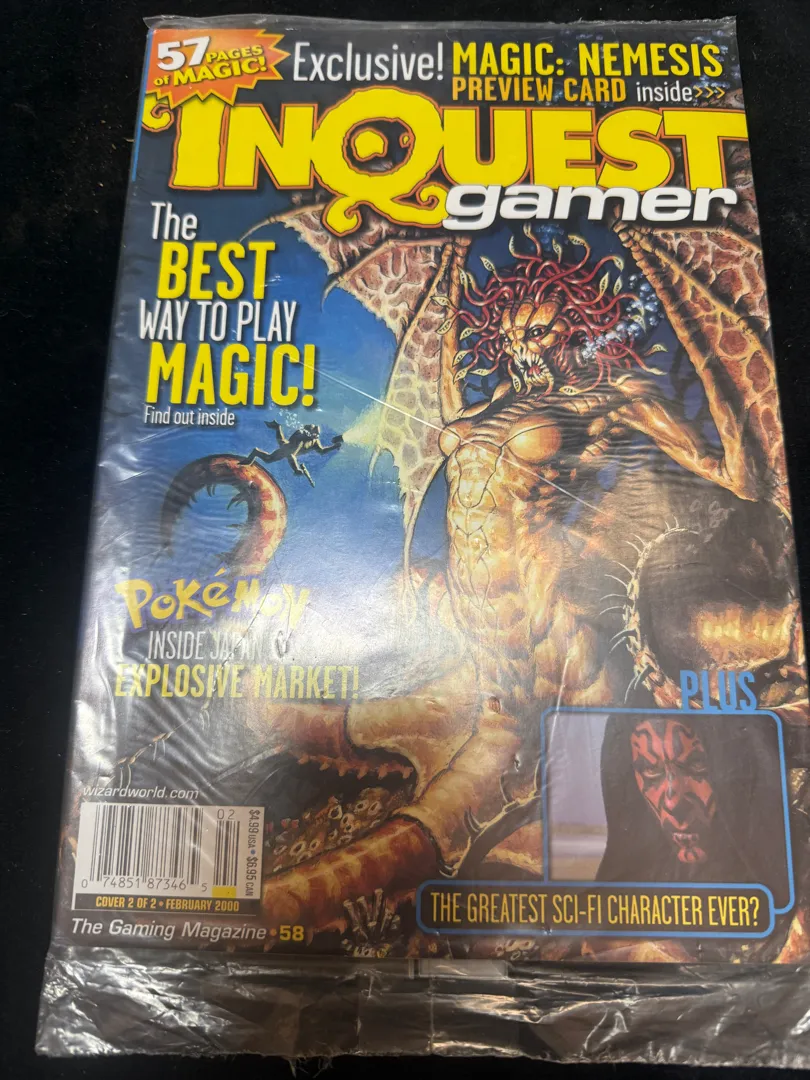 57 PAGES
of MAGIC!
Exclusive! MAGIC: NEMESIS
PREVIEW CARD inside>>>
INQUEST
gamer
The
BEST
WAY TO PLAY
MAGIC!
Find out inside
POKéMON
INSIDE JAPAN
EXPLOSIVE MARKET!
PLUS
wizardworld.com
02
$4.99 USA • $6.95 CAN
0 74851 87346 5
COVER 2 OF 2 • FEBRUARY 2000
The Gaming Magazine • 58
THE GREATEST SCI-FI CHARACTER EVER?